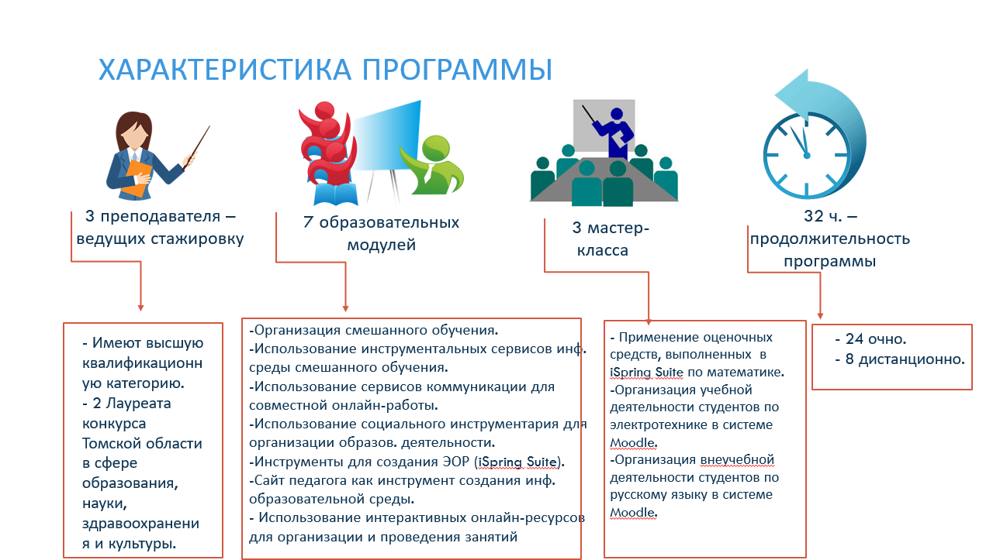 ХАРАКТЕРИСТИКА ПРОГРАММЫ
3 преподавателя –
ведущих стажировку
- Имеют высшую
квалификационн
ую категорию.
- 2 Лауреата
конкурса
Томской области
в сфере
образования,
науки,
здравоохранени
я и культуры.
7 образовательных
модулей
-Организация смешанного обучения.
-Использование инструментальных сервисов инф.
среды смешанного обучения.
-Использование сервисов коммуникации для
совместной онлайн-работы.
-Использование социального инструментария для
организации образов. деятельности.
-Инструменты для создания ЭОР (iSpring Suite).
-Сайт педагога как инструмент создания инф.
образовательной среды.
- Использование интерактивных онлайн-ресурсов
для организации и проведения занятий
3 мастер-
класса
- Применение оценочных
средств, выполненных в
iSpring Suite по математике.
-Организация учебной
деятельности студентов по
электротехнике в системе
Moodle.
-Организация внеучебной
деятельности студентов по
русскому языку в системе
Moodle.
32 ч. –
продолжительность
программы
- 24 очно.
- 8 дистанционно.